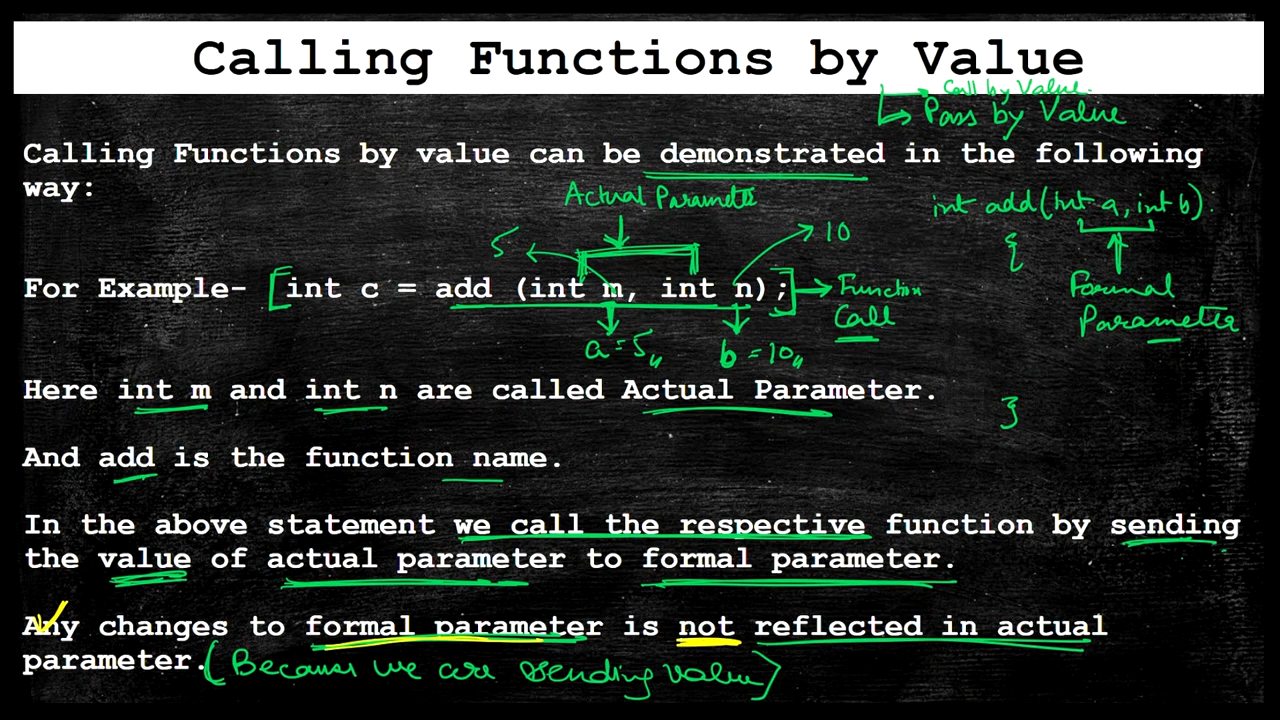 Calling Functions by Value
Call by Value.
Pass by Value
Calling Functions by value can be demonstrated in the following
way:
Actual Parameter
int add(int a, int b).
5
10
{
For Example- [int c = add (int m, int n);]
Function
Call
Formal
Parameter
a = 5,,
b = 10,,
Here int m and int n are called Actual Parameter.
}
And add is the function name.
In the above statement we call the respective function by sending
the value of actual parameter to formal parameter.
Any changes to formal parameter is not reflected in actual
parameter. (Because we are sending value)